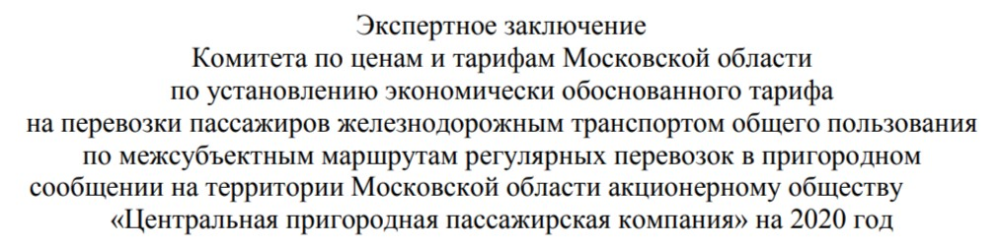 Экспертное заключение
Комитета по ценам и тарифам Московской области
по установлению экономически обоснованного тарифа
на перевозки пассажиров железнодорожным транспортом общего пользования
по межсубъектным маршрутам регулярных перевозок в пригородном
сообщении на территории Московской области акционерному обществу
«Центральная пригородная пассажирская компания» на 2020 год